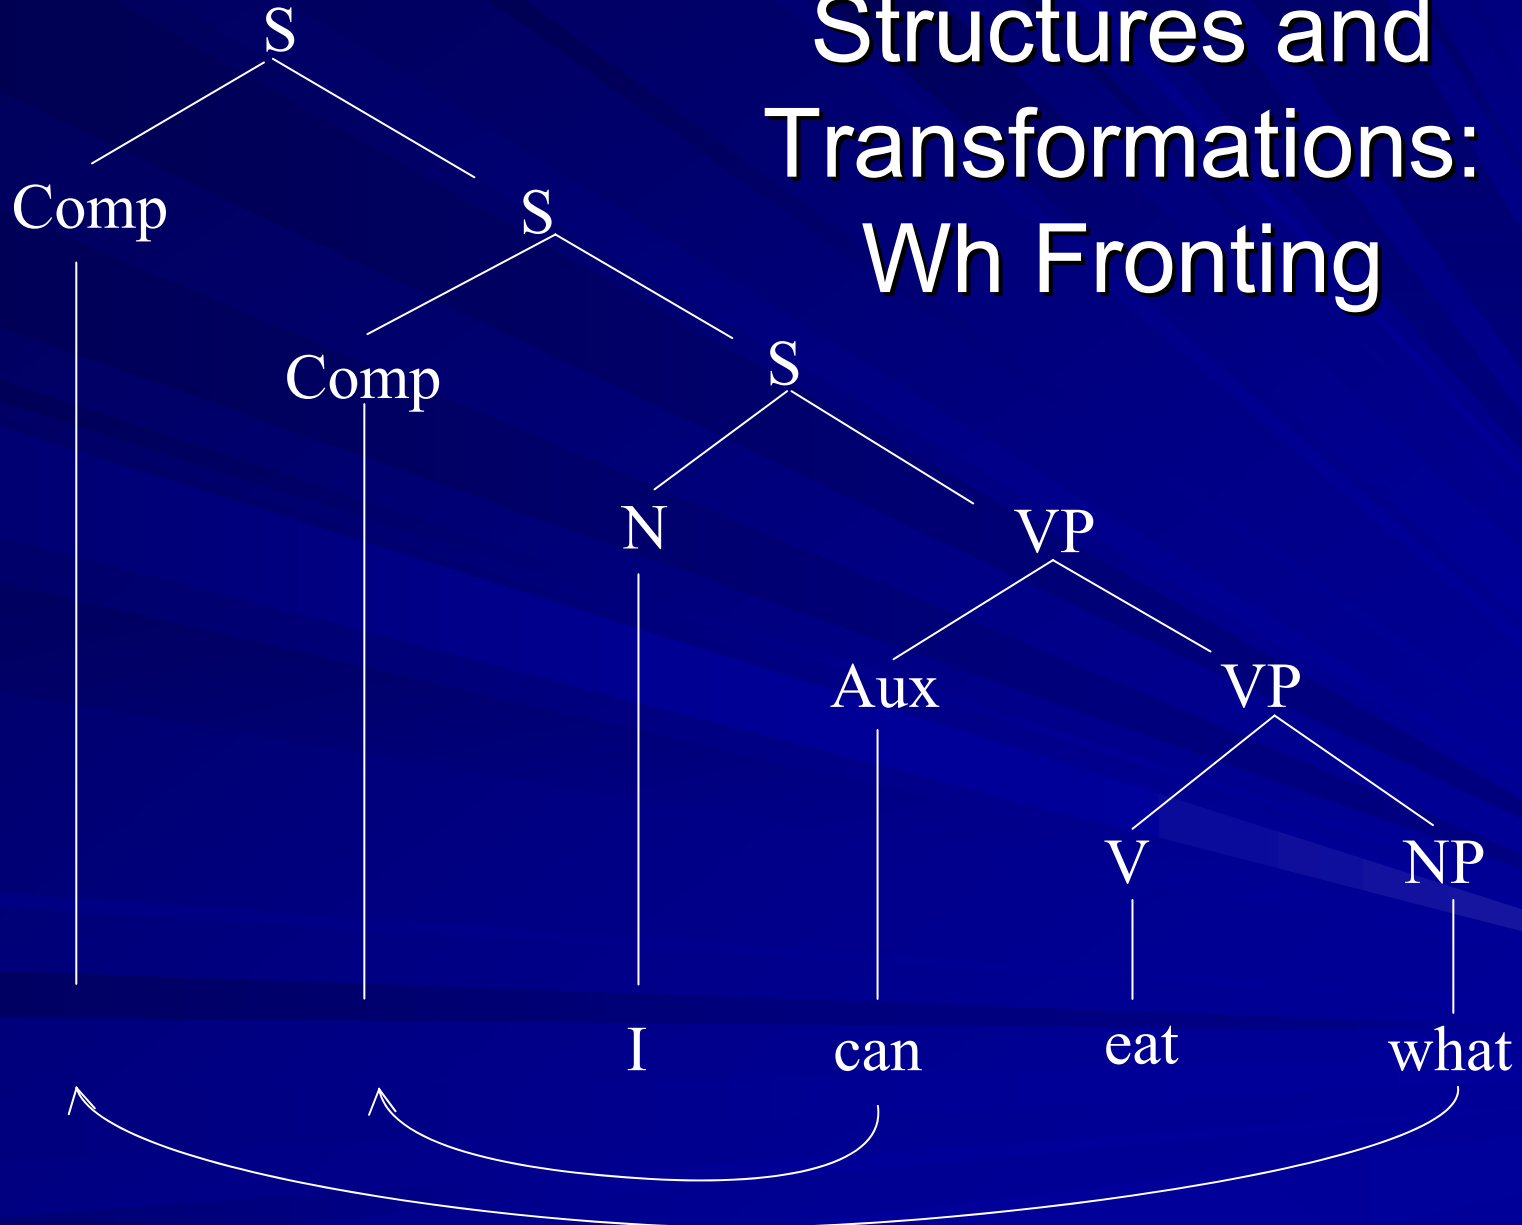 Structures and
Transformations:
Wh Fronting
S
Comp
S
Comp
S
N
VP
Aux
VP
V
NP
I can eat what